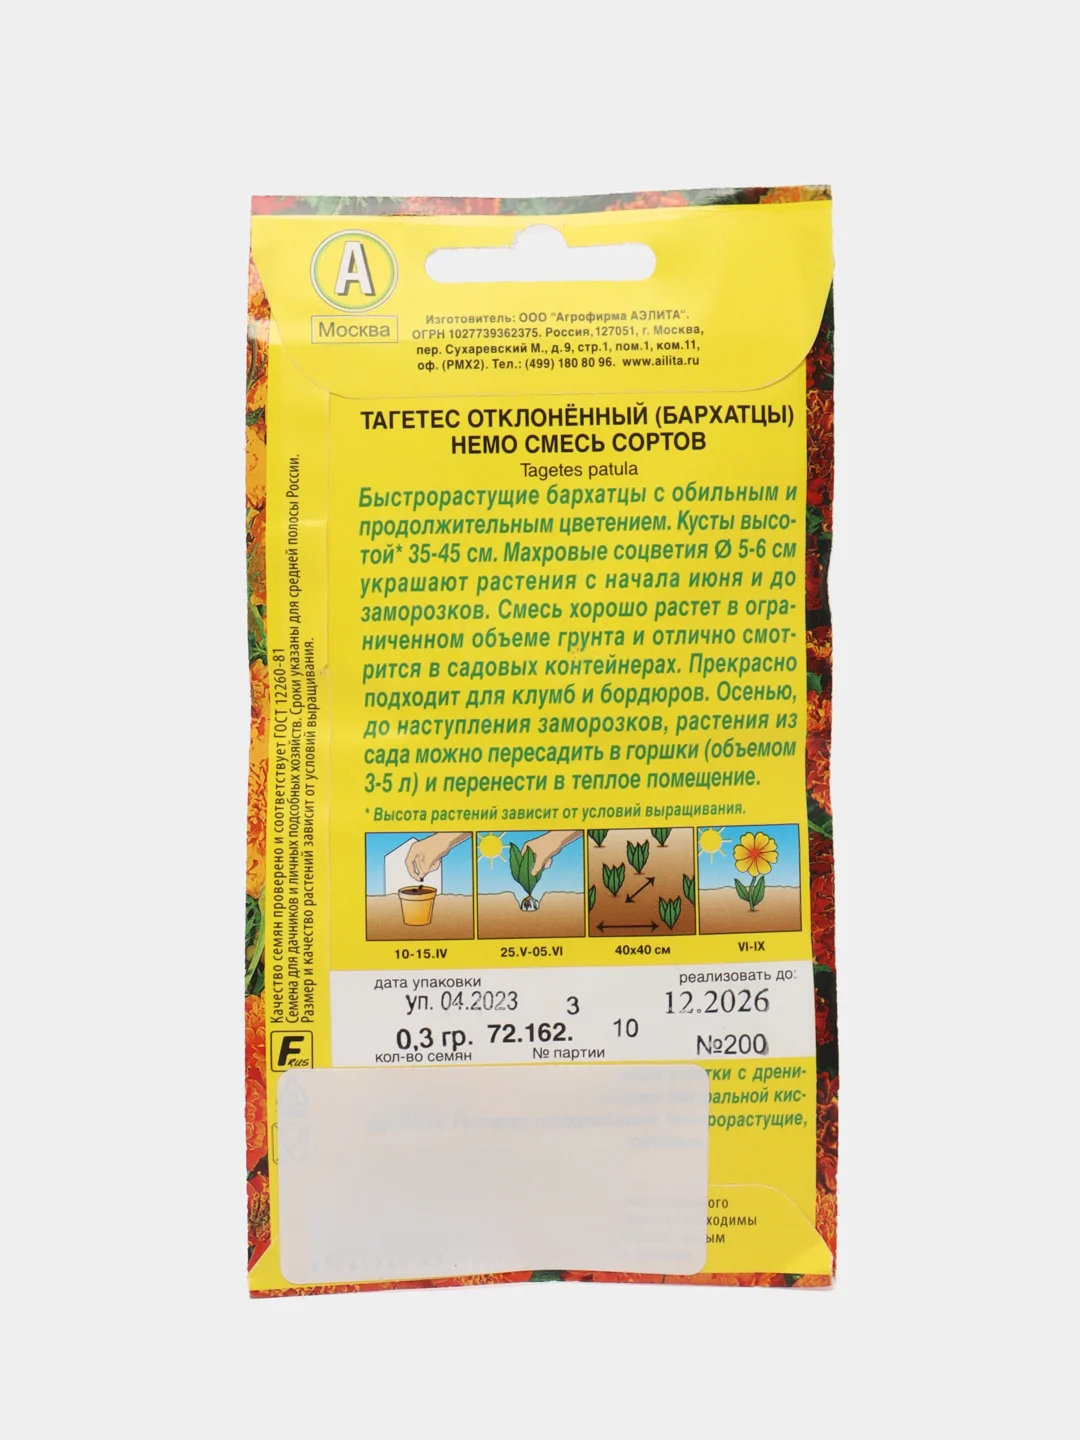 А
Москва
Изготовитель: ООО "Агрофирма АЭЛИТА".
ОГРН 1027739362375. Россия, 127051, г. Москва,
пер. Сухаревский М., д.9, стр.1, пом.1, ком.11,
оф. (РМХ2). Тел.: (499) 180 80 96. www.ailita.ru
ТАГЕТЕС ОТКЛОНЁННЫЙ (БАРХАТЦЫ)
НЕМО СМЕСЬ СОРТОВ
Tagetes patula
Быстрорастущие бархатцы с обильным и
продолжительным цветением. Кусты высо-
той* 35-45 см. Махровые соцветия Ø 5-6 см
украшают растения с начала июня и до
заморозков. Смесь хорошо растет в огра-
ниченном объеме грунта и отлично смот-
рится в садовых контейнерах. Прекрасно
подходит для клумб и бордюров. Осенью,
до наступления заморозков, растения из
сада можно пересадить в горшки (объемом
3-5 л) и перенести в теплое помещение.
* Высота растений зависит от условий выращивания.
10-15.IV 25.V-05.VI 40х40 см VI-IX
дата упаковки реализовать до:
уп. 04.2023 3 12.2026
0,3 гр. 72.162. 10 №200
кол-во семян № партии
Качество семян проверено и соответствует ГОСТ 12260-81
Семена для дачников и личных подсобных хозяйств. Сроки указаны для средней полосы России.
Размер и качество растений зависит от условий выращивания.
F RUS
с дрени-
кис-